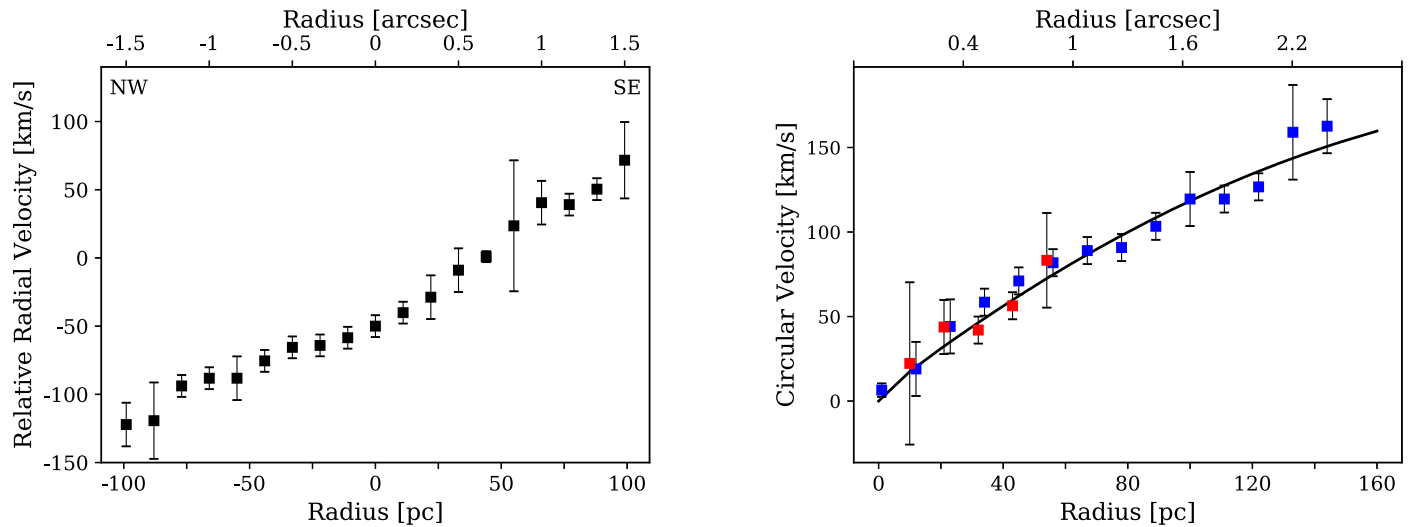 Radius [arcsec]
-1.5 -1 -0.5 0 0.5 1 1.5
NW SE
Relative Radial Velocity [km/s]
100
50
0
-50
-100
-150
-100 -50 0 50 100
Radius [pc]
Radius [arcsec]
0.4 1 1.6 2.2
Circular Velocity [km/s]
150
100
50
0
0 40 80 120 160
Radius [pc]